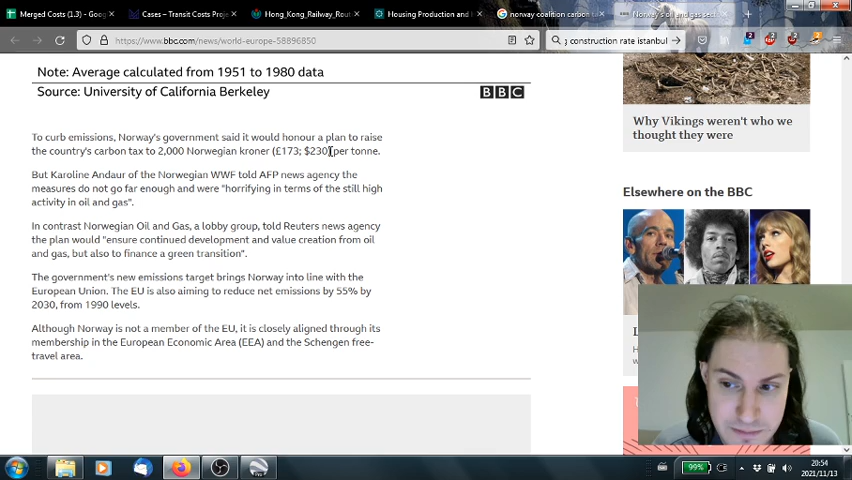 Merged Costs (1.3) - Goog
Cases – Transit Costs Proje
Hong_Kong_Railway_Rout
Housing Production and
norway coalition carbon t
Norway's oil and gas sec
https://www.bbc.com/news/world-europe-58896850
construction rate istanbul
Note: Average calculated from 1951 to 1980 data
Source: University of California Berkeley
BBC
To curb emissions, Norway's government said it would honour a plan to raise
the country's carbon tax to 2,000 Norwegian kroner (£173; $230) per tonne.
But Karoline Andaur of the Norwegian WWF told AFP news agency the
measures do not go far enough and were "horrifying in terms of the still high
activity in oil and gas".
In contrast Norwegian Oil and Gas, a lobby group, told Reuters news agency
the plan would "ensure continued development and value creation from oil
and gas, but also to finance a green transition".
The government's new emissions target brings Norway into line with the
European Union. The EU is also aiming to reduce net emissions by 55% by
2030, from 1990 levels.
Although Norway is not a member of the EU, it is closely aligned through its
membership in the European Economic Area (EEA) and the Schengen free-
travel area.
Why Vikings weren't who we
thought they were
Elsewhere on the BBC
99%
20:54
2021/11/13